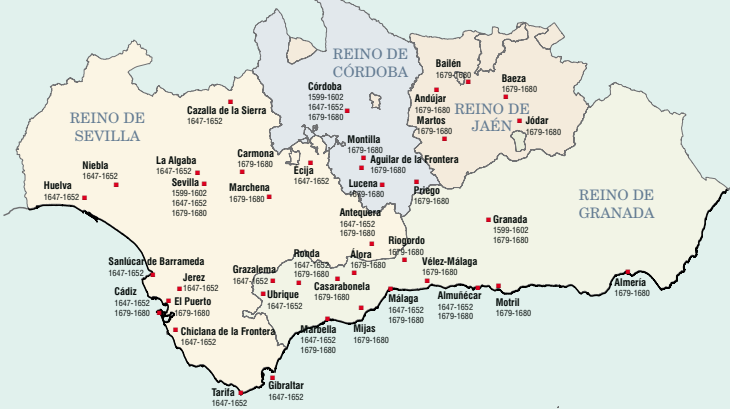 REINO DE
CÓRDOBA
Bailén
1679-1680
Baeza
1679-1680
Córdoba
1599-1602
1647-1652
1679-1680
Andújar
1679-1680
Cazalla de la Sierra
1647-1652
REINO DE
SEVILLA
REINO DE
JAÉN
Martos
1679-1680
Jódar
1679-1680
Montilla
1679-1680
Carmona
1679-1680
La Algaba
1647-1652
Aguilar de la Frontera
1679-1680
Niebla
1647-1652
Écija
1647-1652
Huelva
1647-1652
Sevilla
1599-1602
1647-1652
1679-1680
Marchena
1679-1680
Lucena
1679-1680
Priego
1679-1680
REINO DE
GRANADA
Antequera
1647-1652
1679-1680
Granada
1599-1602
1679-1680
Riogordo
1679-1680
Ronda
1647-1652
1679-1680
Álora
1679-1680
Sanlúcar de Barrameda
1647-1652
Grazalema
1647-1652
Vélez-Málaga
1679-1680
Jerez
1647-1652
Casarabonela
1679-1680
Almería
1679-1680
Cádiz
1647-1652
1679-1680
El Puerto
1679-1680
Ubrique
1647-1652
Málaga
1647-1652
1679-1680
Almuñécar
1647-1652
1679-1680
Motril
1679-1680
Chiclana de la Frontera
1647-1652
Marbella
1647-1652
1679-1680
Mijas
1679-1680
Gibraltar
1647-1652
Tarifa
1647-1652